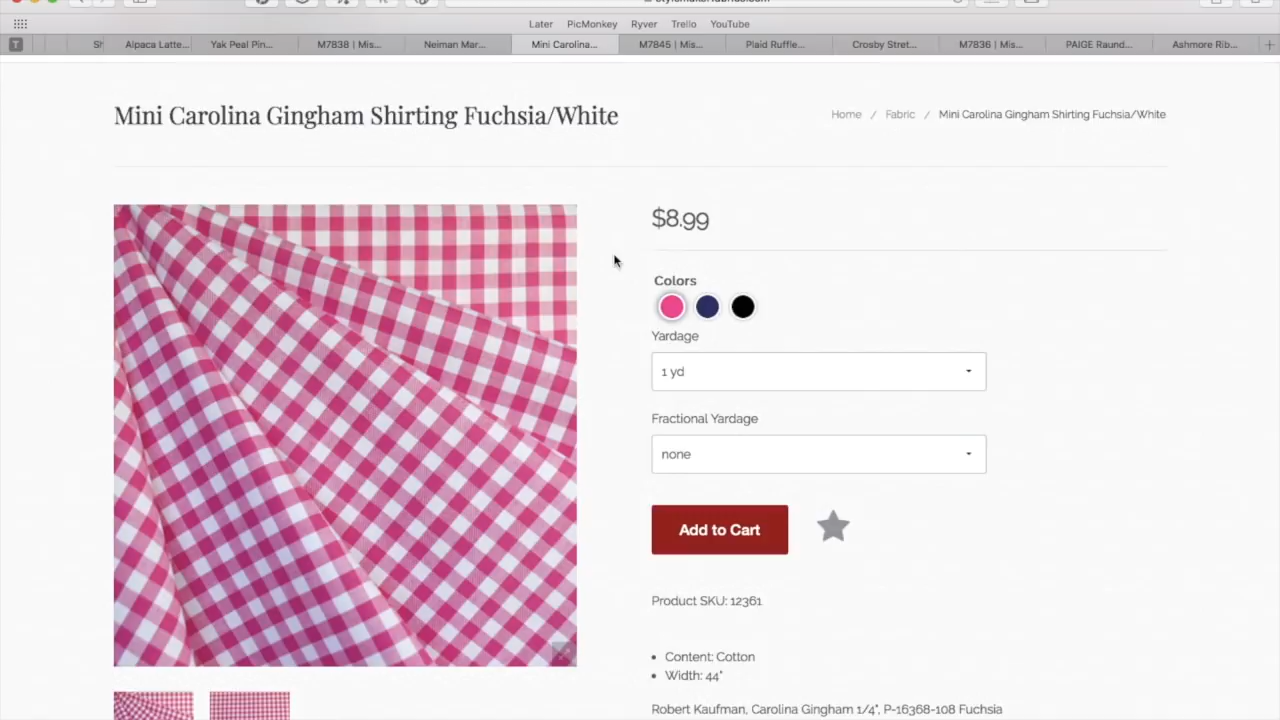 Later PicMonkey Ryver Trello YouTube
T Sh Alpaca Latte... Yak Peal Pin... M7838 | Mis... Neiman Mar... Mini Carolina... M7845 | Mis... Plaid Ruffle... Crosby Stret... M7836 | Mis... PAIGE Raund... Ashmore Rib... +
Mini Carolina Gingham Shirting Fuchsia/White
Home / Fabric / Mini Carolina Gingham Shirting Fuchsia/White
$8.99
Colors
Yardage
1 yd
Fractional Yardage
none
Add to Cart
Product SKU: 12361
• Content: Cotton
• Width: 44"
Robert Kaufman, Carolina Gingham 1/4", P-16368-108 Fuchsia